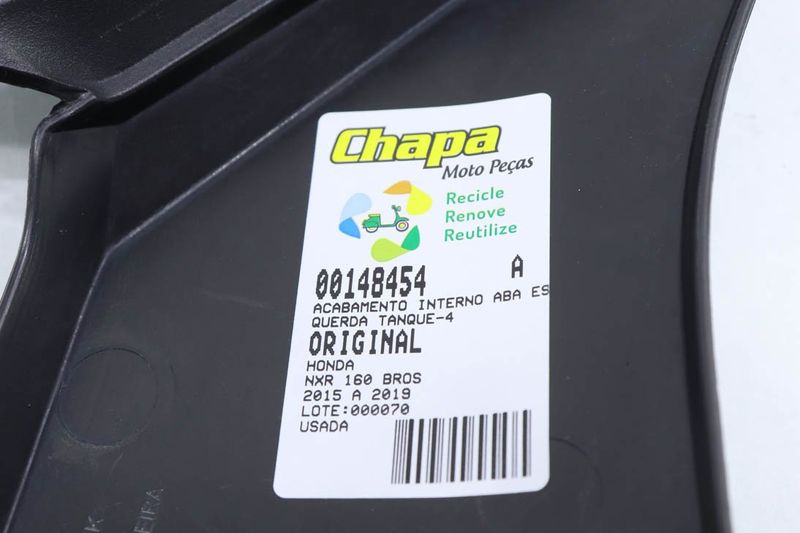 Chapa
Moto Peças
Recicle
Renove
Reutilize
00148454 A
ACABAMENTO INTERNO ABA ES
QUERDA TANQUE-4
ORIGINAL
HONDA
NXR 160 BROS
2015 A 2019
LOTE:000070
USADA